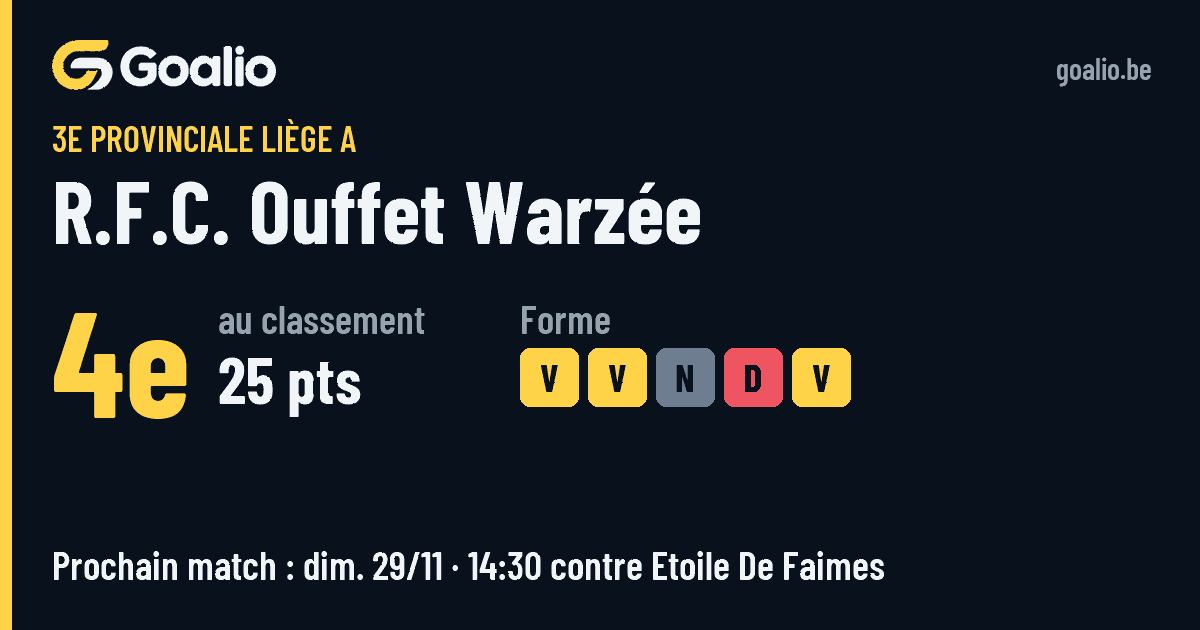 Goalio
goalio.be
3E PROVINCIALE LIÈGE A
R.F.C. Ouffet Warzée
4e
au classement
25 pts
Forme
V V N D V
Prochain match : dim. 29/11 · 14:30 contre Etoile De Faimes